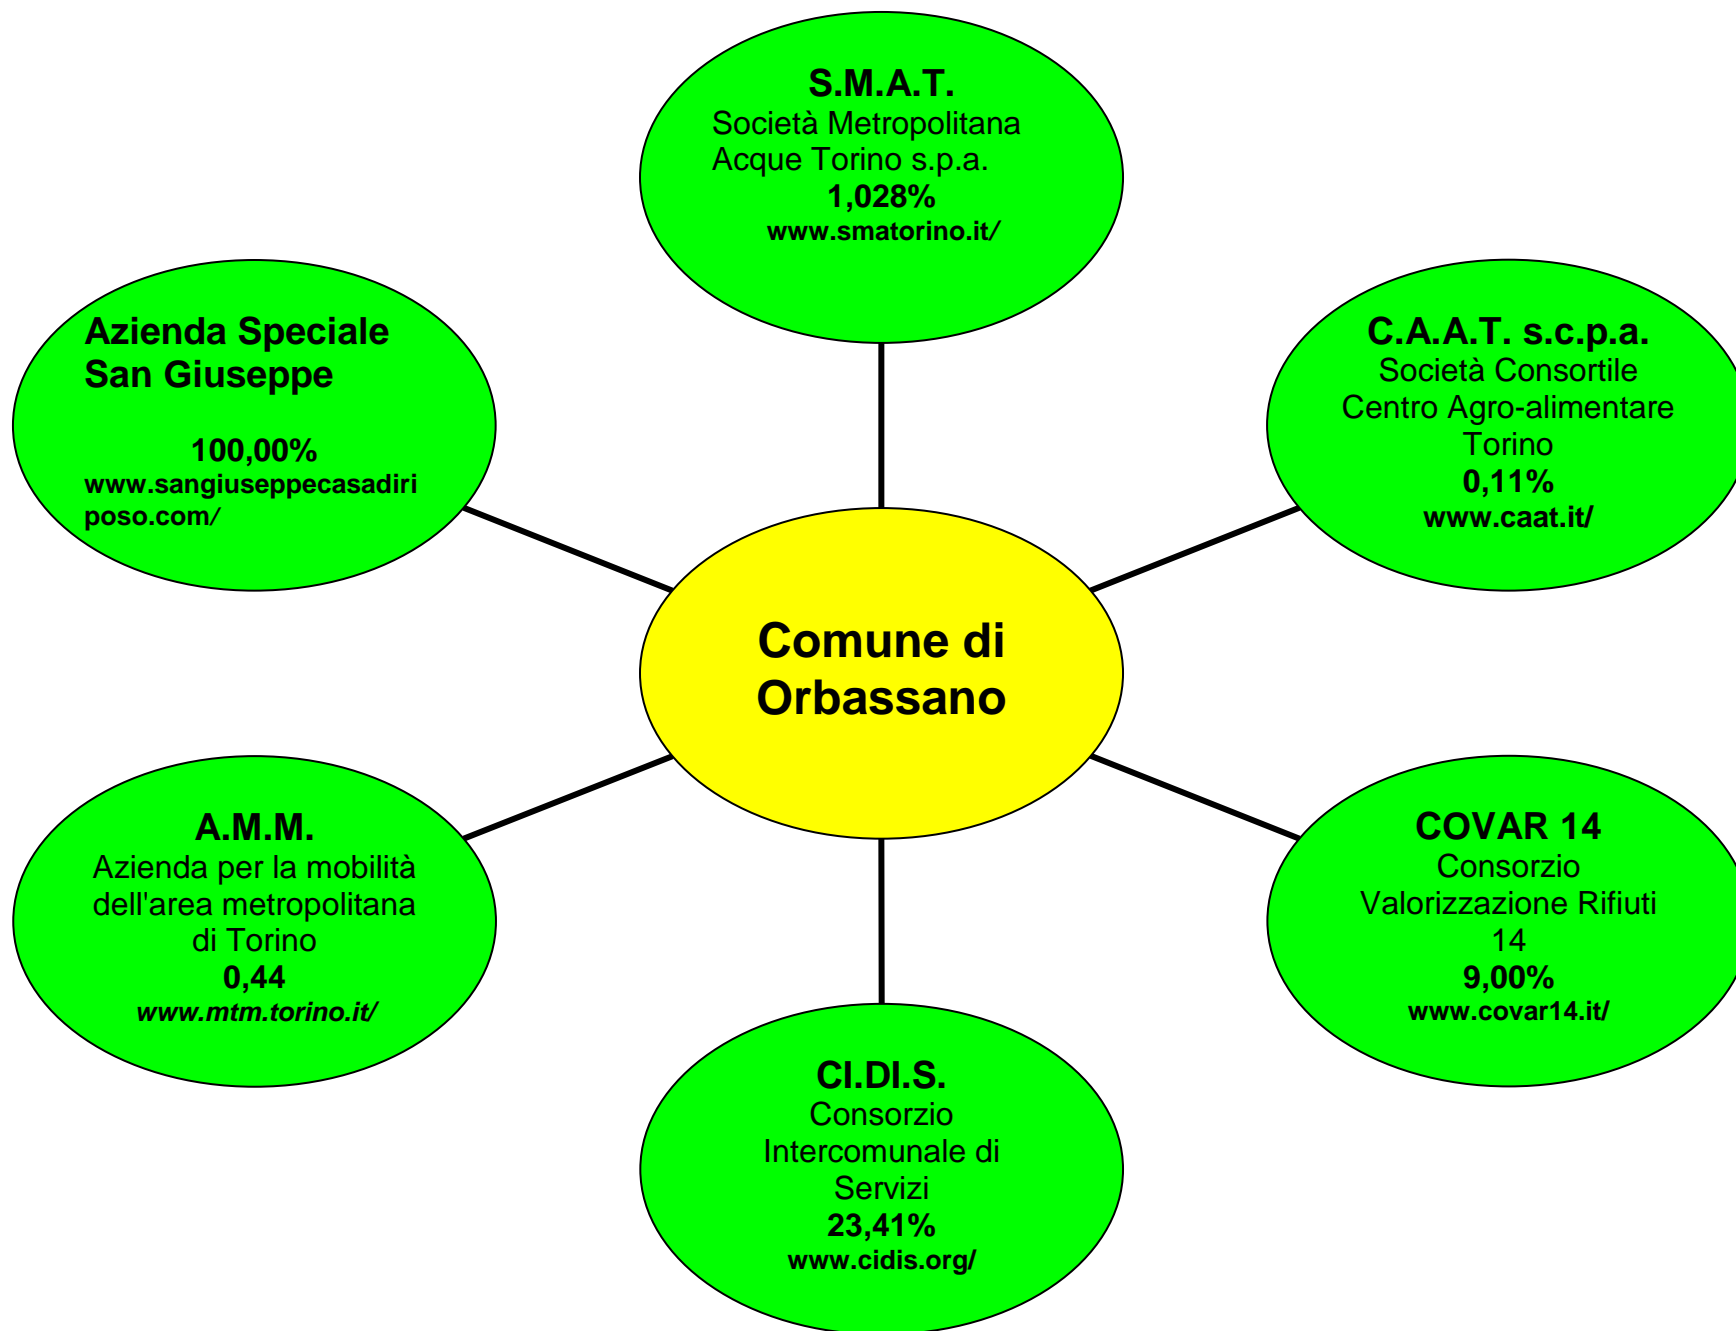 S.M.A.T.
Società Metropolitana
Acque Torino s.p.a.
1,028%
www.smatorino.it/
Azienda Speciale
San Giuseppe
100,00%
www.sangiuseppecasadiri
poso.com/
C.A.A.T. s.c.p.a.
Società Consortile
Centro Agro-alimentare
Torino
0,11%
www.caat.it/
Comune di
Orbassano
A.M.M.
Azienda per la mobilità
dell'area metropolitana
di Torino
0,44
www.mtm.torino.it/
COVAR 14
Consorzio
Valorizzazione Rifiuti
14
9,00%
www.covar14.it/
CI.DI.S.
Consorzio
Intercomunale di
Servizi
23,41%
www.cidis.org/